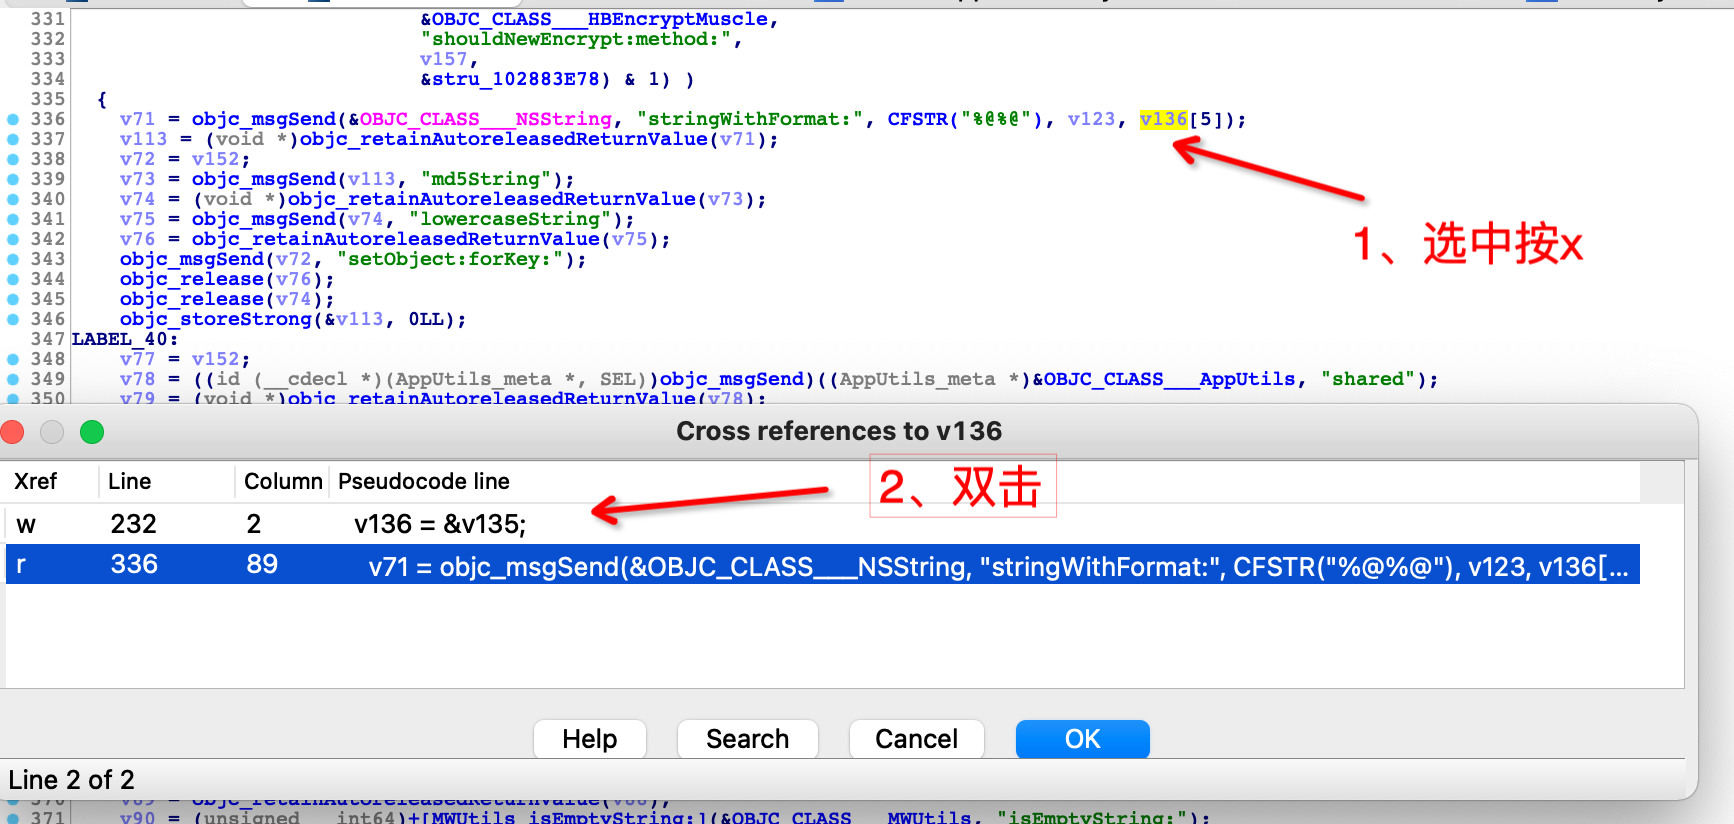 331 &OBJC_CLASS___HBEncryptMuscle,
332 "shouldNewEncrypt:method:",
333 v157,
334 &stru_102883E78) & 1) )
335 {
336 v71 = objc_msgSend(&OBJC_CLASS___NSString, "stringWithFormat:", CFSTR("%@%@"), v123, v136[5]);
337 v113 = (void *)objc_retainAutoreleasedReturnValue(v71);
338 v72 = v152;
339 v73 = objc_msgSend(v113, "md5String");
340 v74 = (void *)objc_retainAutoreleasedReturnValue(v73);
341 v75 = objc_msgSend(v74, "lowercaseString");
342 v76 = objc_retainAutoreleasedReturnValue(v75);
343 objc_msgSend(v72, "setObject:forKey:");
344 objc_release(v76);
345 objc_release(v74);
346 objc_storeStrong(&v113, 0LL);
347 LABEL_40:
348 v77 = v152;
349 v78 = ((id (__cdecl *)(AppUtils_meta *, SEL))objc_msgSend)((AppUtils_meta *)&OBJC_CLASS___AppUtils, "shared");
350 v79 = (void *)objc_retainAutoreleasedReturnValue(v78);
1、选中按x
Cross references to v136
Xref Line Column Pseudocode line
2、双击
w 232 2 v136 = &v135;
r 336 89 v71 = objc_msgSend(&OBJC_CLASS___NSString, "stringWithFormat:", CFSTR("%@%@"), v123, v136[...
Help Search Cancel OK
Line 2 of 2
370 v89 = objc_retainAutoreleasedReturnValue(v88);
371 v90 = (unsigned __int64)+[MWUtils isEmptyString:](&OBJC_CLASS___MWUtils, "isEmptyString:");